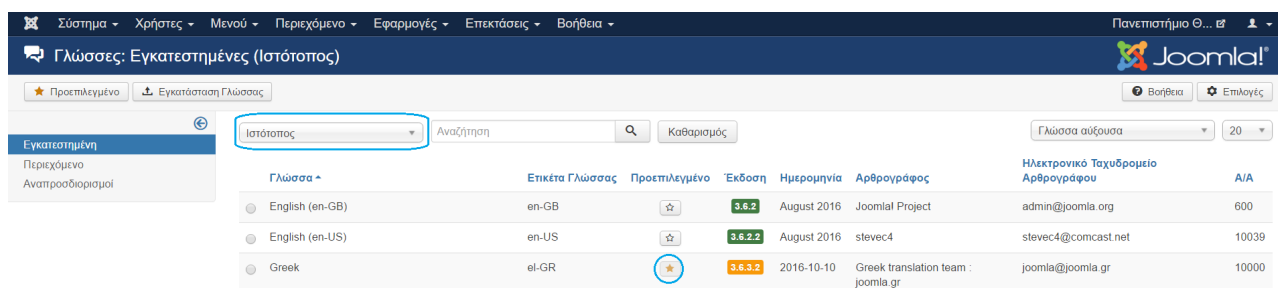 Σύστημα Χρήστες Μενού Περιεχόμενο Εφαρμογές Επεκτάσεις Βοήθεια Πανεπιστήμιο Θ...
Γλώσσες: Εγκατεστημένες (Ιστότοπος) Joomla!
Προεπιλεγμένο Εγκατάσταση Γλώσσας Βοήθεια Επιλογές
Ιστότοπος Αναζήτηση Καθαρισμός Γλώσσα αύξουσα 20
Εγκατεστημένη
Περιεχόμενο
Αναπροσδιορισμοί
Γλώσσα Ετικέτα Γλώσσας Προεπιλεγμένο Έκδοση Ημερομηνία Αρθρογράφος Ηλεκτρονικό Ταχυδρομείο Αρθρογράφου Α/Α
English (en-GB) en-GB 3.6.2 August 2016 Joomla! Project admin@joomla.org 600
English (en-US) en-US 3.6.2.2 August 2016 stevec4 stevec4@comcast.net 10039
Greek el-GR 3.6.3.2 2016-10-10 Greek translation team : joomla@joomla.gr 10000
joomla.gr